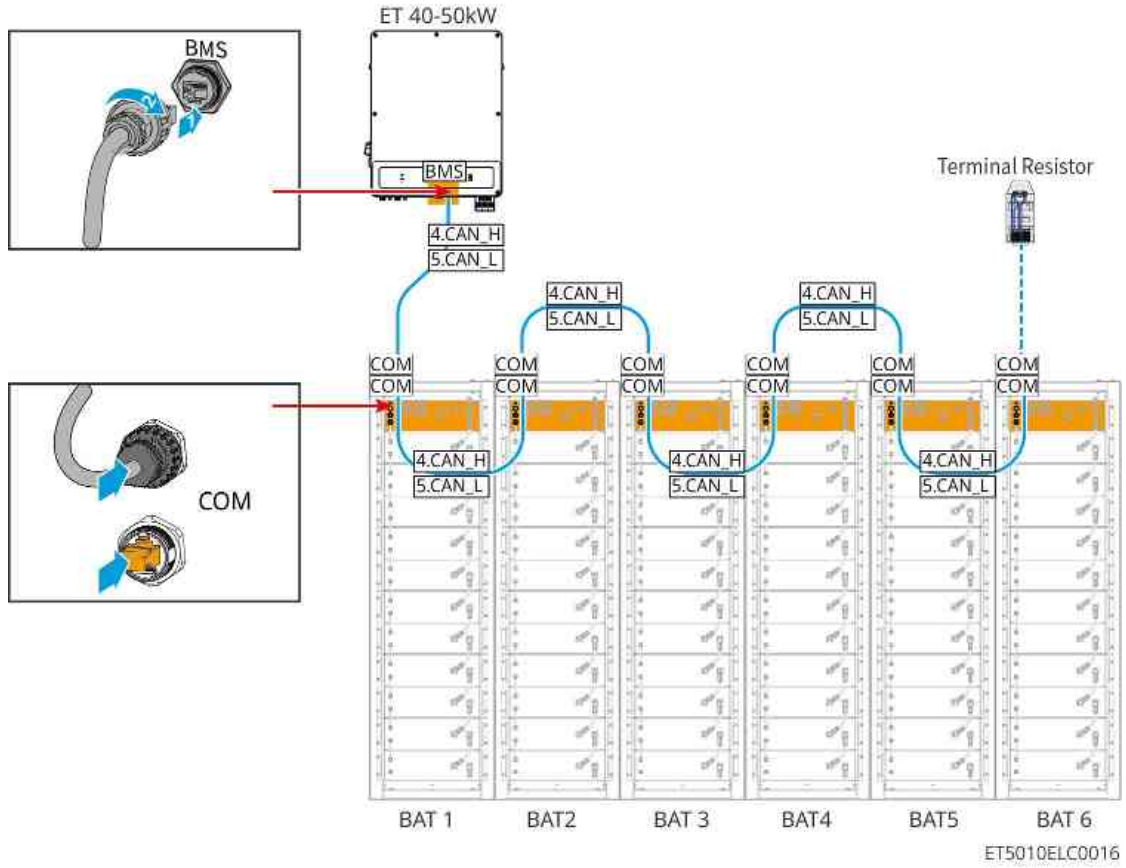 ET 40-50kW
BMS
2
1
BMS
Terminal Resistor
4.CAN_H
5.CAN_L
4.CAN_H
5.CAN_L
4.CAN_H
5.CAN_L
COM COM COM COM COM COM
COM COM COM COM COM COM
4.CAN_H
5.CAN_L
4.CAN_H
5.CAN_L
4.CAN_H
5.CAN_L
COM
BAT 1 BAT2 BAT 3 BAT4 BAT5 BAT 6
ET5010ELC0016